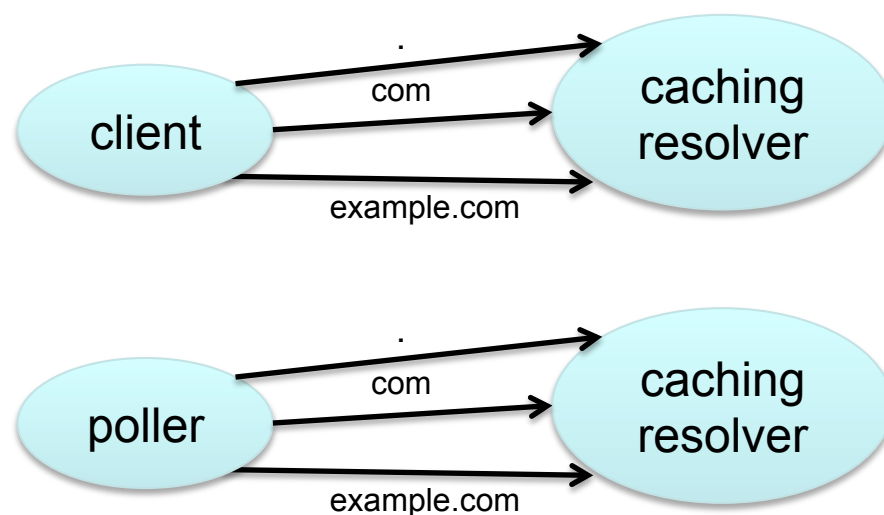 .
com
client
caching
resolver
example.com
.
com
poller
caching
resolver
example.com